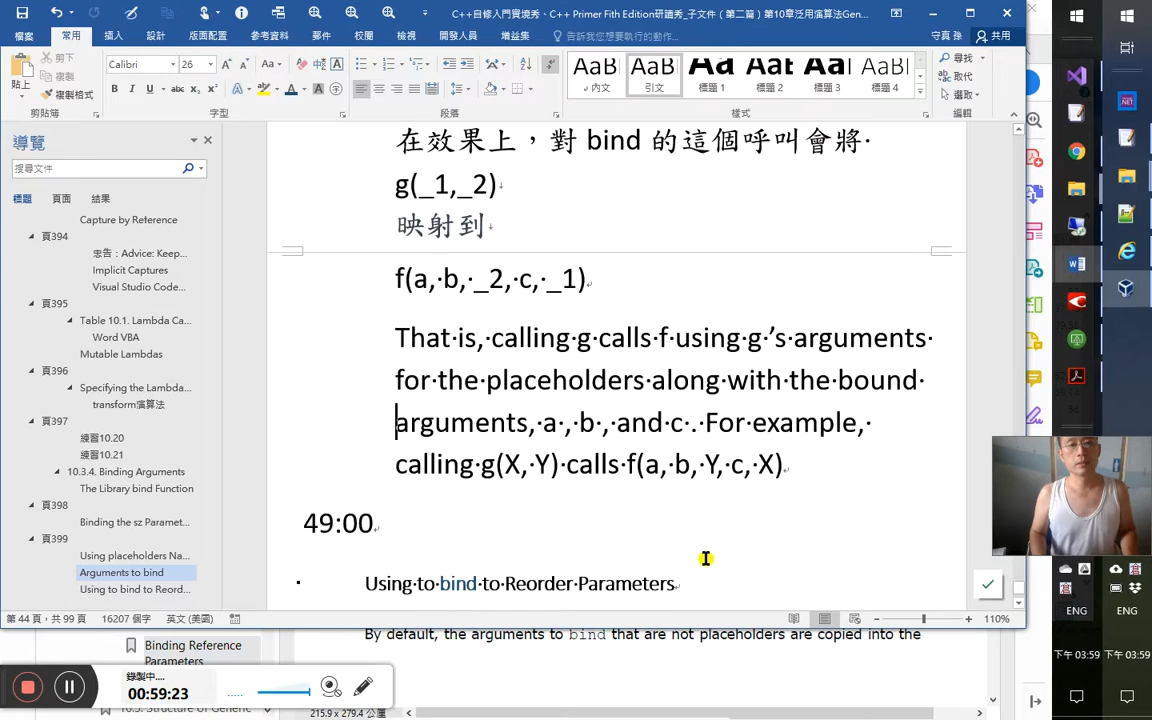 C++自修入門實境秀、C++ Primer Fith Edition研讀秀_子文件（第二篇）第10章泛用演算法Gen...
檔案 常用 插入 設計 版面配置 參考資料 郵件 校閱 檢視 開發人員 增益集 告訴我您想要執行的動作... 守真 孫 共用
貼上 剪下 複製 複製格式 剪貼簿
Calibri 26 字型
段落
AaB 內文 AaB 引文 Aa 標題 1 AaB 標題 2 AaB 標題 3 AaB( 標題 4 樣式
尋找 取代 選取 編輯
導覽
搜尋文件
標題 頁面 結果
Capture by Reference
頁394
忠告：Advice: Keep...
Implicit Captures
Visual Studio Code...
頁395
Table 10.1. Lambda Ca...
Word VBA
Mutable Lambdas
頁396
Specifying the Lambda...
transform演算法
頁397
練習10.20
練習10.21
10.3.4. Binding Arguments
The Library bind Function
頁398
Binding the sz Paramet...
頁399
Using placeholders Na...
Arguments to bind
Using to bind to Reord...
在效果上，對 bind 的這個呼叫會將
g(_1,_2)
映射到
f(a, b, _2, c, _1)
That is, calling g calls f using g ’s arguments
for the placeholders along with the bound
arguments, a , b , and c . For example,
calling g(X, Y) calls f(a, b, Y, c, X)
49:00
Using to bind to Reorder Parameters
第 44 頁，共 99 頁 16207 個字 英文 (美國) 110%
By default, the arguments to bind that are not placeholders are copied into the
Binding Reference
Parameters
錄製中....
00:59:23
215.9 x 279.4 公釐
ENG ENG
下午 03:59 下午 03:59